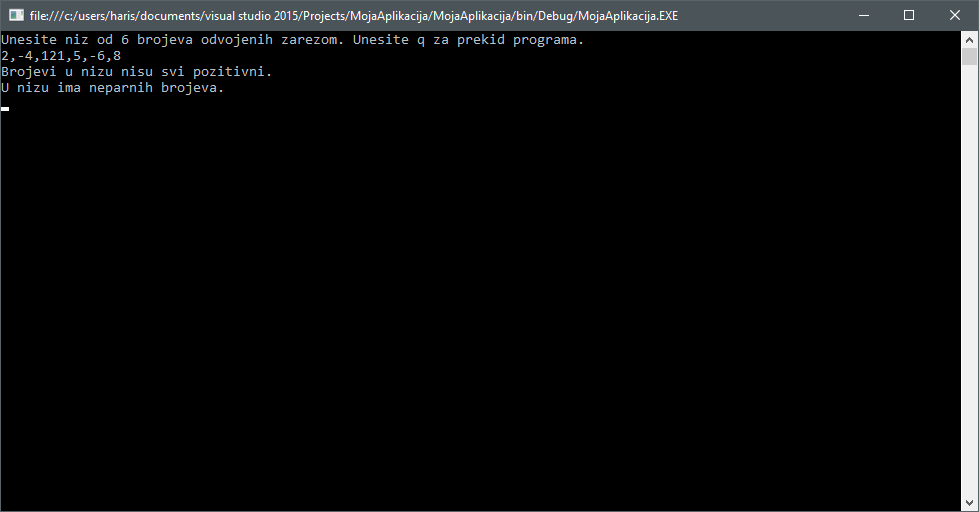 file:///c:/users/haris/documents/visual studio 2015/Projects/MojaAplikacija/MojaAplikacija/bin/Debug/MojaAplikacija.EXE
Unesite niz od 6 brojeva odvojenih zarezom. Unesite q za prekid programa.
2,-4,121,5,-6,8
Brojevi u nizu nisu svi pozitivni.
U nizu ima neparnih brojeva.